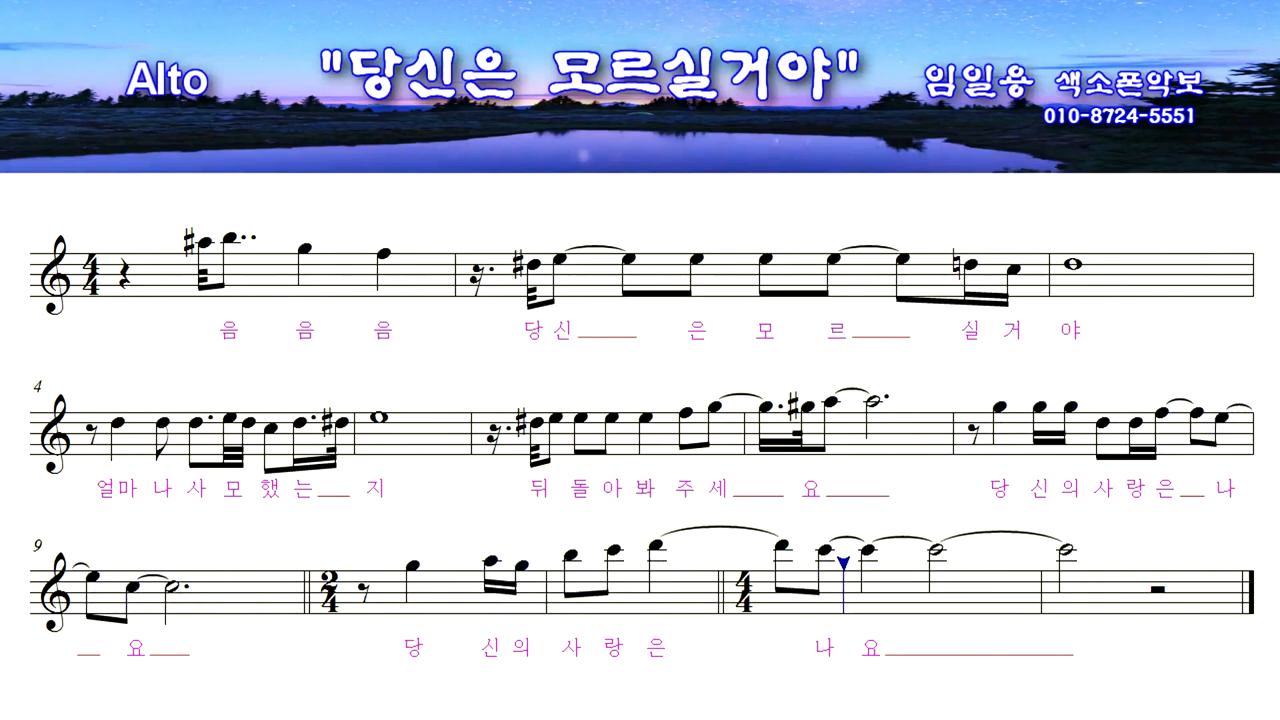 Alto "당신은 모르실거야" 임일용 색소폰악보
010-8724-5551
음 음 음 당 신 은 모 르 실 거 야
4
얼마 나 사 모 했 는 지 뒤 돌 아 봐 주 세 요 당 신 의 사 랑 은 나
9
요 당 신 의 사 랑 은 나 요